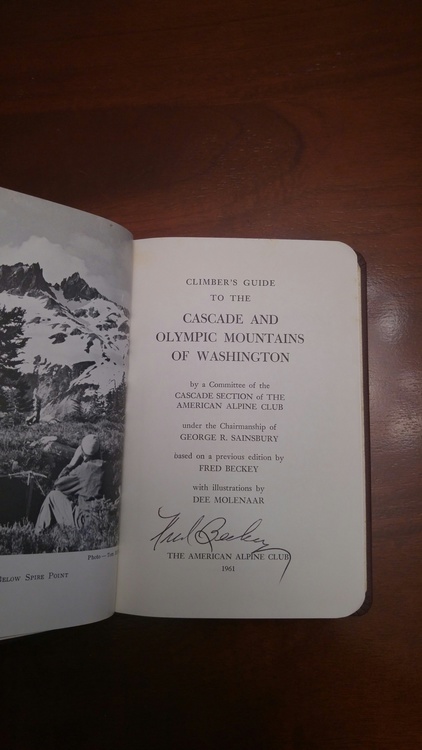 CLIMBER'S GUIDE
TO THE
CASCADE AND
OLYMPIC MOUNTAINS
OF WASHINGTON
by a Committee of the
CASCADE SECTION of THE
AMERICAN ALPINE CLUB
under the Chairmanship of
GEORGE R. SAINSBURY
based on a previous edition by
FRED BECKEY
with illustrations by
DEE MOLENAAR
Fred Beckey
THE AMERICAN ALPINE CLUB
1961
Photo—
BELOW SPIRE POINT